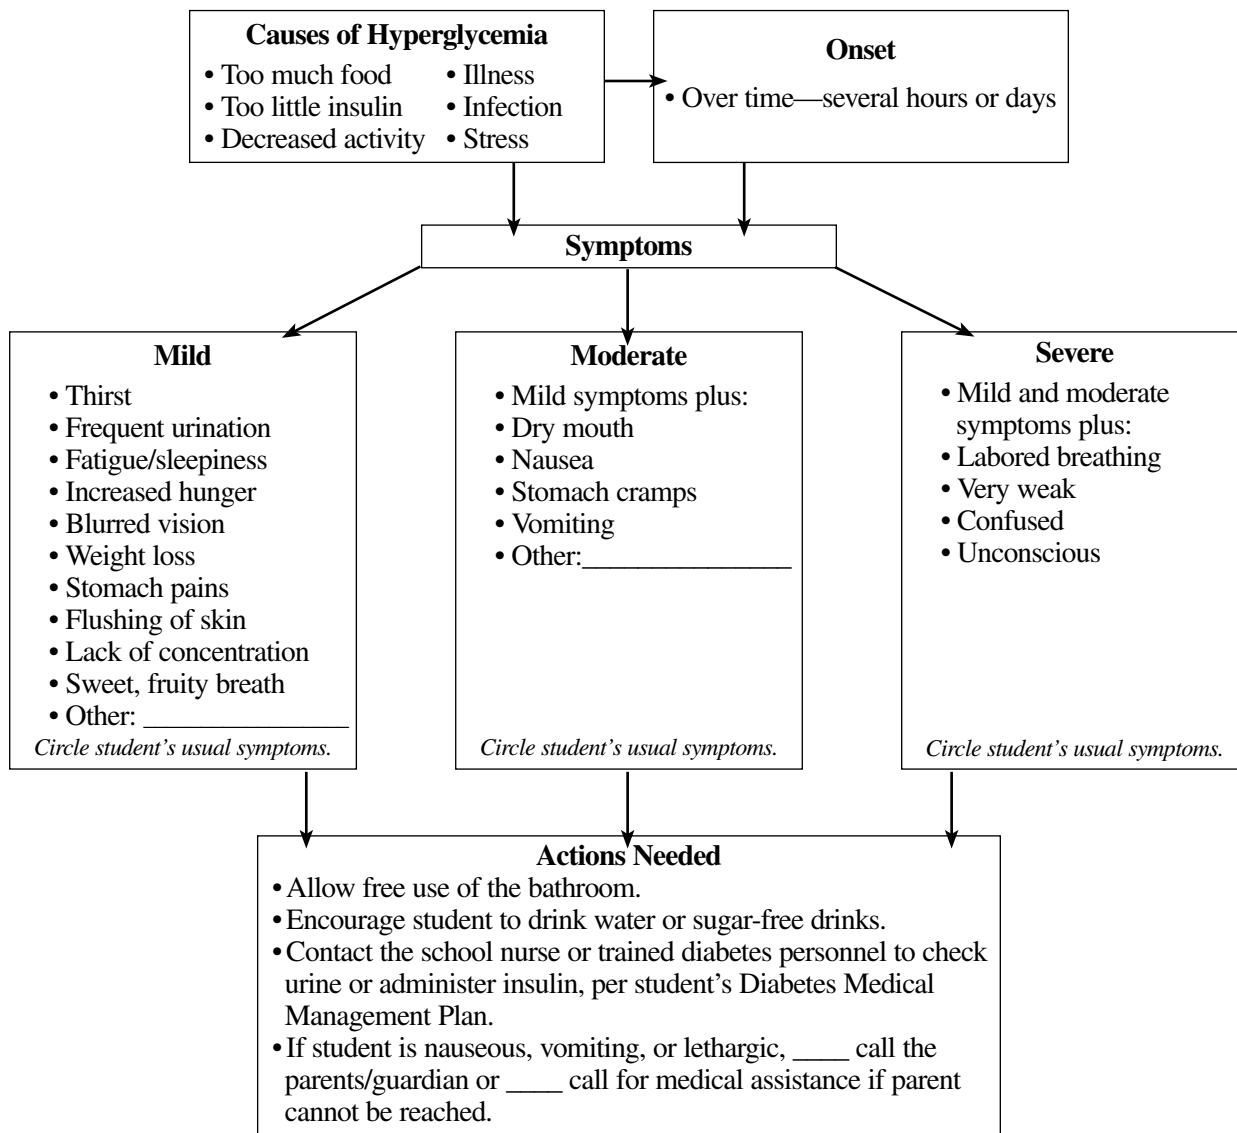 Causes of Hyperglycemia
• Too much food
• Too little insulin
• Decreased activity
• Illness
• Infection
• Stress
Onset
• Over time—several hours or days
Symptoms
Mild
• Thirst
• Frequent urination
• Fatigue/sleepiness
• Increased hunger
• Blurred vision
• Weight loss
• Stomach pains
• Flushing of skin
• Lack of concentration
• Sweet, fruity breath
• Other: _______________
Circle student’s usual symptoms.
Moderate
• Mild symptoms plus:
• Dry mouth
• Nausea
• Stomach cramps
• Vomiting
• Other:_______________
Circle student’s usual symptoms.
Severe
• Mild and moderate
symptoms plus:
• Labored breathing
• Very weak
• Confused
• Unconscious
Circle student’s usual symptoms.
Actions Needed
• Allow free use of the bathroom.
• Encourage student to drink water or sugar-free drinks.
• Contact the school nurse or trained diabetes personnel to check
urine or administer insulin, per student’s Diabetes Medical
Management Plan.
• If student is nauseous, vomiting, or lethargic, ____ call the
parents/guardian or ____ call for medical assistance if parent
cannot be reached.